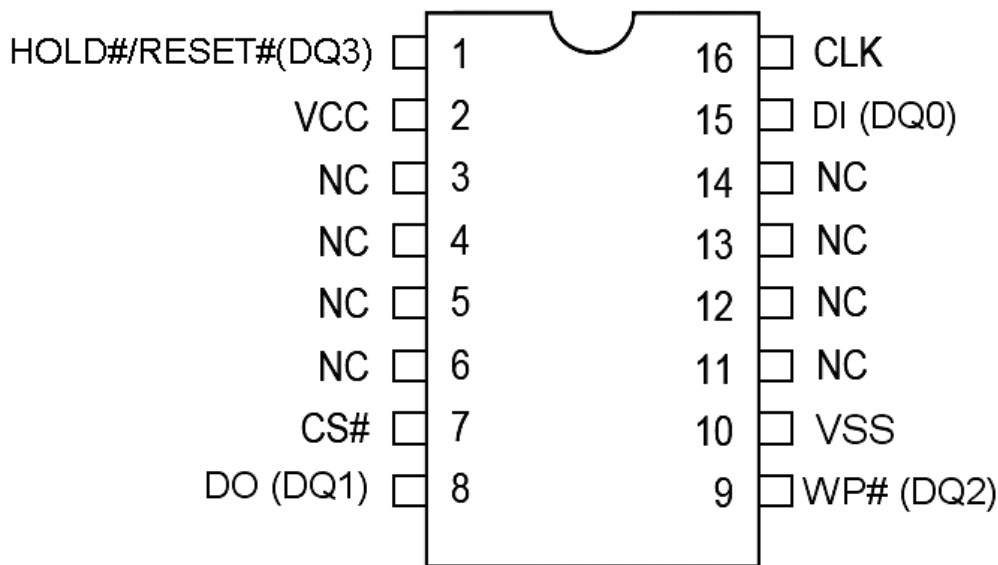 HOLD#/RESET#(DQ3) 1 16 CLK
VCC 2 15 DI (DQ0)
NC 3 14 NC
NC 4 13 NC
NC 5 12 NC
NC 6 11 NC
CS# 7 10 VSS
DO (DQ1) 8 9 WP# (DQ2)